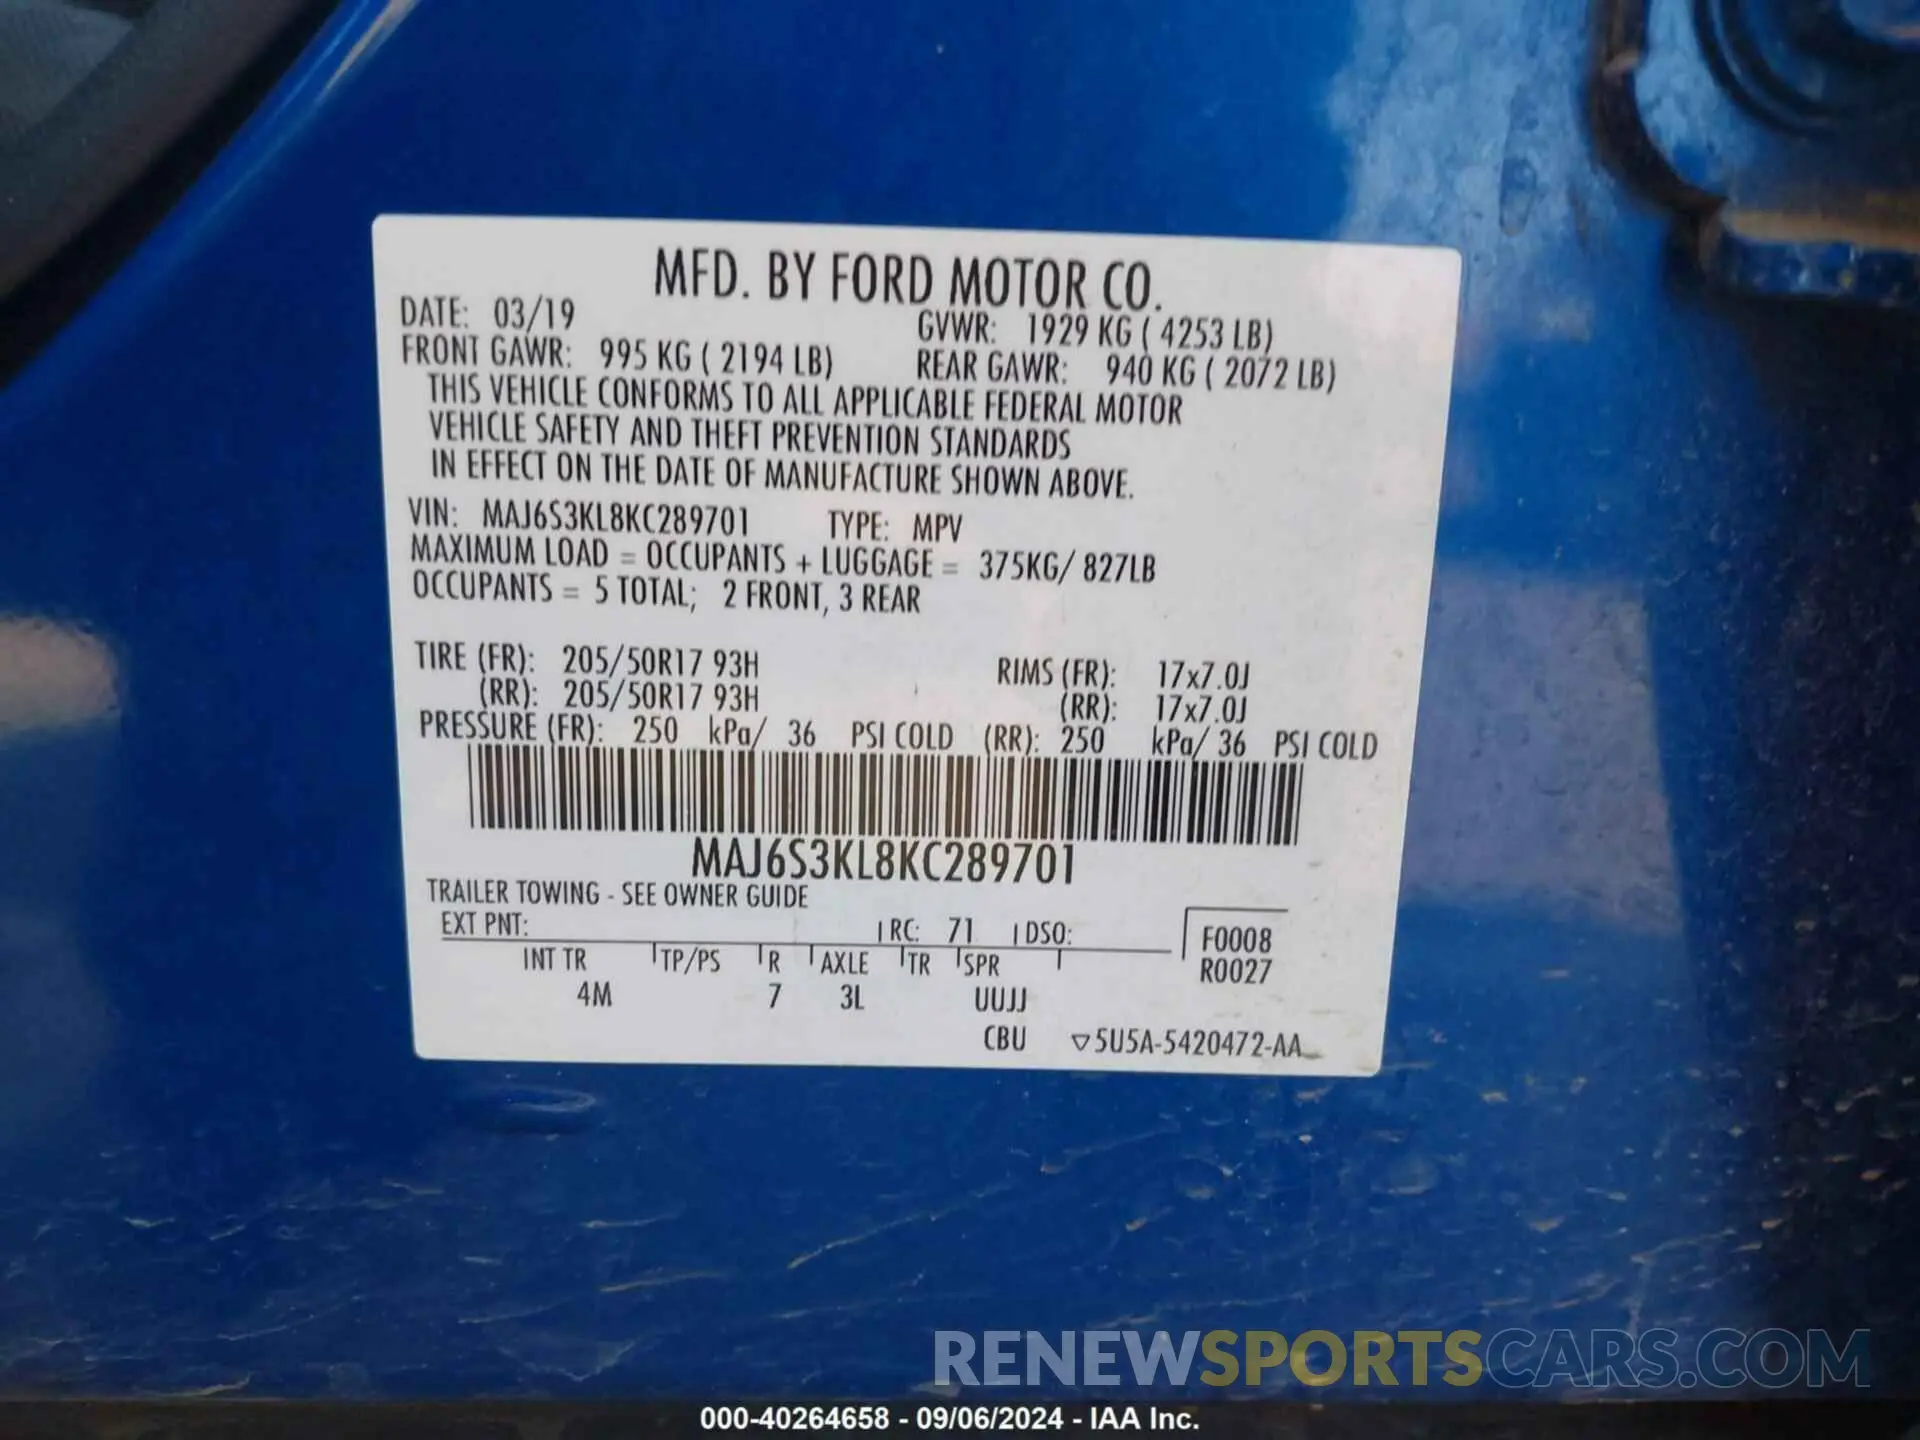 MFD. BY FORD MOTOR CO.
DATE: 03/19 GVWR: 1929 KG ( 4253 LB)
FRONT GAWR: 995 KG ( 2194 LB) REAR GAWR: 940 KG ( 2072 LB)
THIS VEHICLE CONFORMS TO ALL APPLICABLE FEDERAL MOTOR
VEHICLE SAFETY AND THEFT PREVENTION STANDARDS
IN EFFECT ON THE DATE OF MANUFACTURE SHOWN ABOVE.
VIN: MAJ6S3KL8KC289701 TYPE: MPV
MAXIMUM LOAD = OCCUPANTS + LUGGAGE = 375KG/ 827LB
OCCUPANTS = 5 TOTAL; 2 FRONT, 3 REAR
TIRE (FR): 205/50R17 93H RIMS (FR): 17x7.0J
(RR): 205/50R17 93H (RR): 17x7.0J
PRESSURE (FR): 250 kPa/ 36 PSI COLD (RR): 250 kPa/ 36 PSI COLD
MAJ6S3KL8KC289701
TRAILER TOWING - SEE OWNER GUIDE
EXT PNT: RC: 71 DSO: F0008
INT TR TP/PS R AXLE TR SPR R0027
4M 7 3L UUJJ
CBU ▽5U5A-5420472-AA
RENEWSPORTSCARS.COM
000-40264658 - 09/06/2024 - IAA Inc.